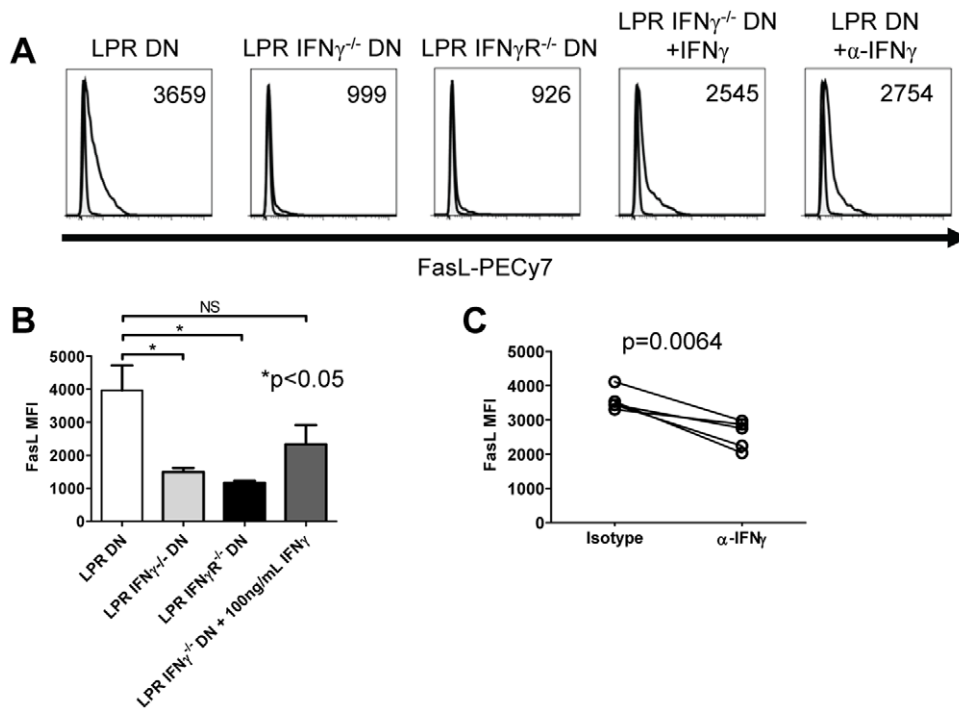 A
LPR DN
LPR IFNγ-/- DN
LPR IFNγR-/- DN
LPR IFNγ-/- DN
+IFNγ
LPR DN
+α-IFNγ
3659
999
926
2545
2754
FasL-PECy7
B
NS
*
*
*p<0.05
FasL MFI
5000
4000
3000
2000
1000
0
LPR DN
LPR IFNγ-/- DN
LPR IFNγR-/- DN
LPR IFNγ-/- DN + 100ng/mL IFNγ
C
p=0.0064
FasL MFI
5000
4000
3000
2000
1000
0
Isotype
α-IFNγ